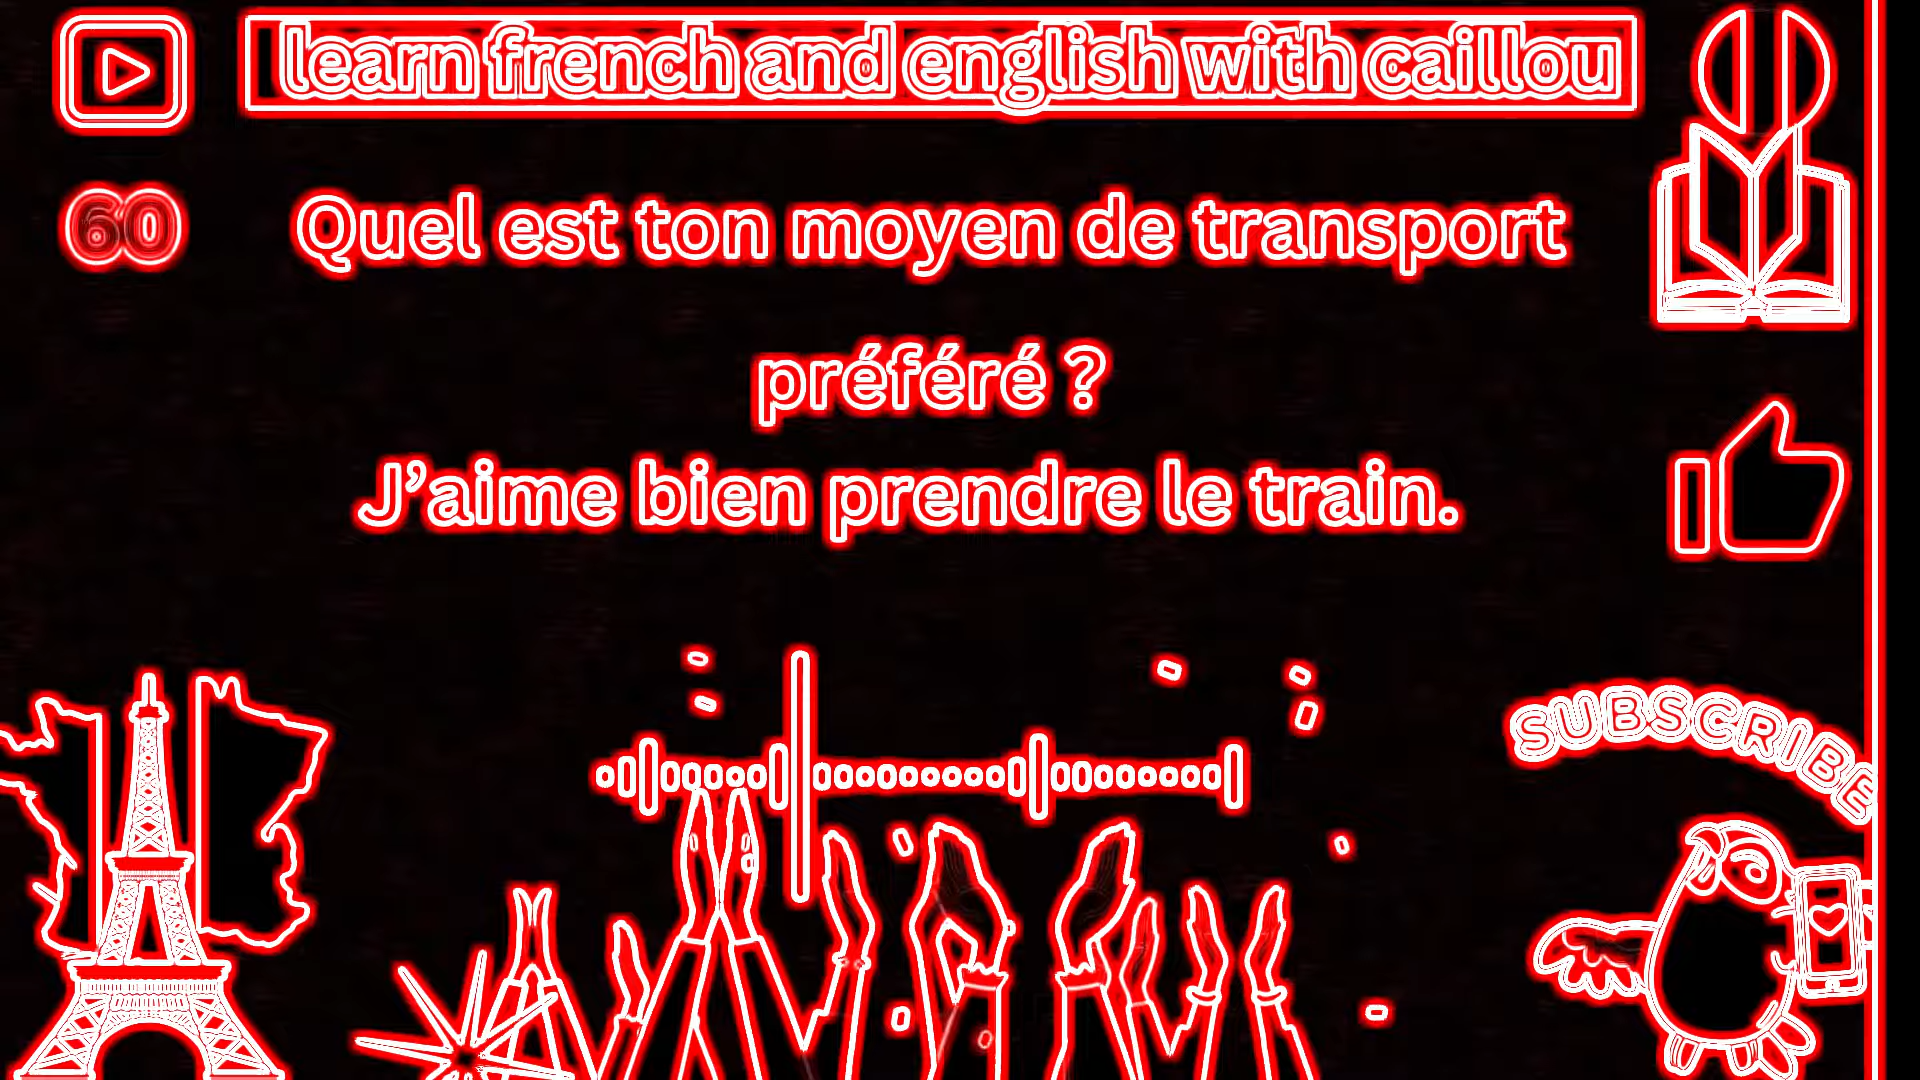 learn french and english with caillou
60
Quel est ton moyen de transport
préféré ?
J’aime bien prendre le train.
SUBSCRIBE